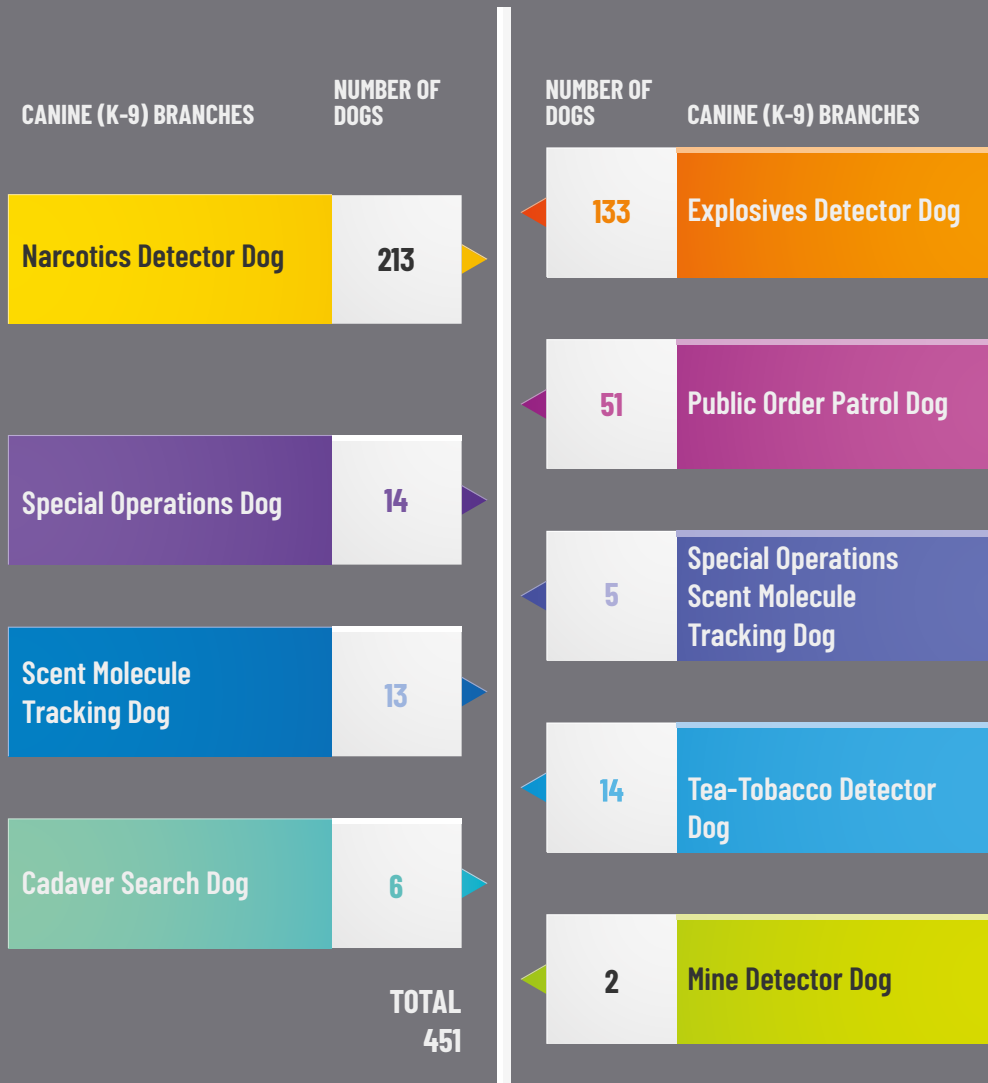 CANINE (K-9) BRANCHES
NUMBER OF
DOGS
Narcotics Detector Dog
213
Special Operations Dog
14
Scent Molecule
Tracking Dog
13
Cadaver Search Dog
6
TOTAL
451
NUMBER OF
DOGS
CANINE (K-9) BRANCHES
133
Explosives Detector Dog
51
Public Order Patrol Dog
5
Special Operations
Scent Molecule
Tracking Dog
14
Tea-Tobacco Detector
Dog
2
Mine Detector Dog